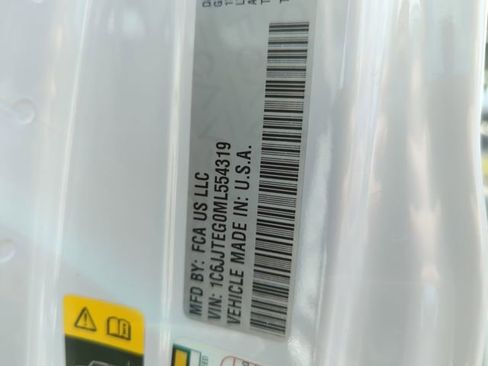 MFD BY: FCA US LLC
VIN: 1C6JJTEG0ML554319
VEHICLE MADE IN: U.S.A.